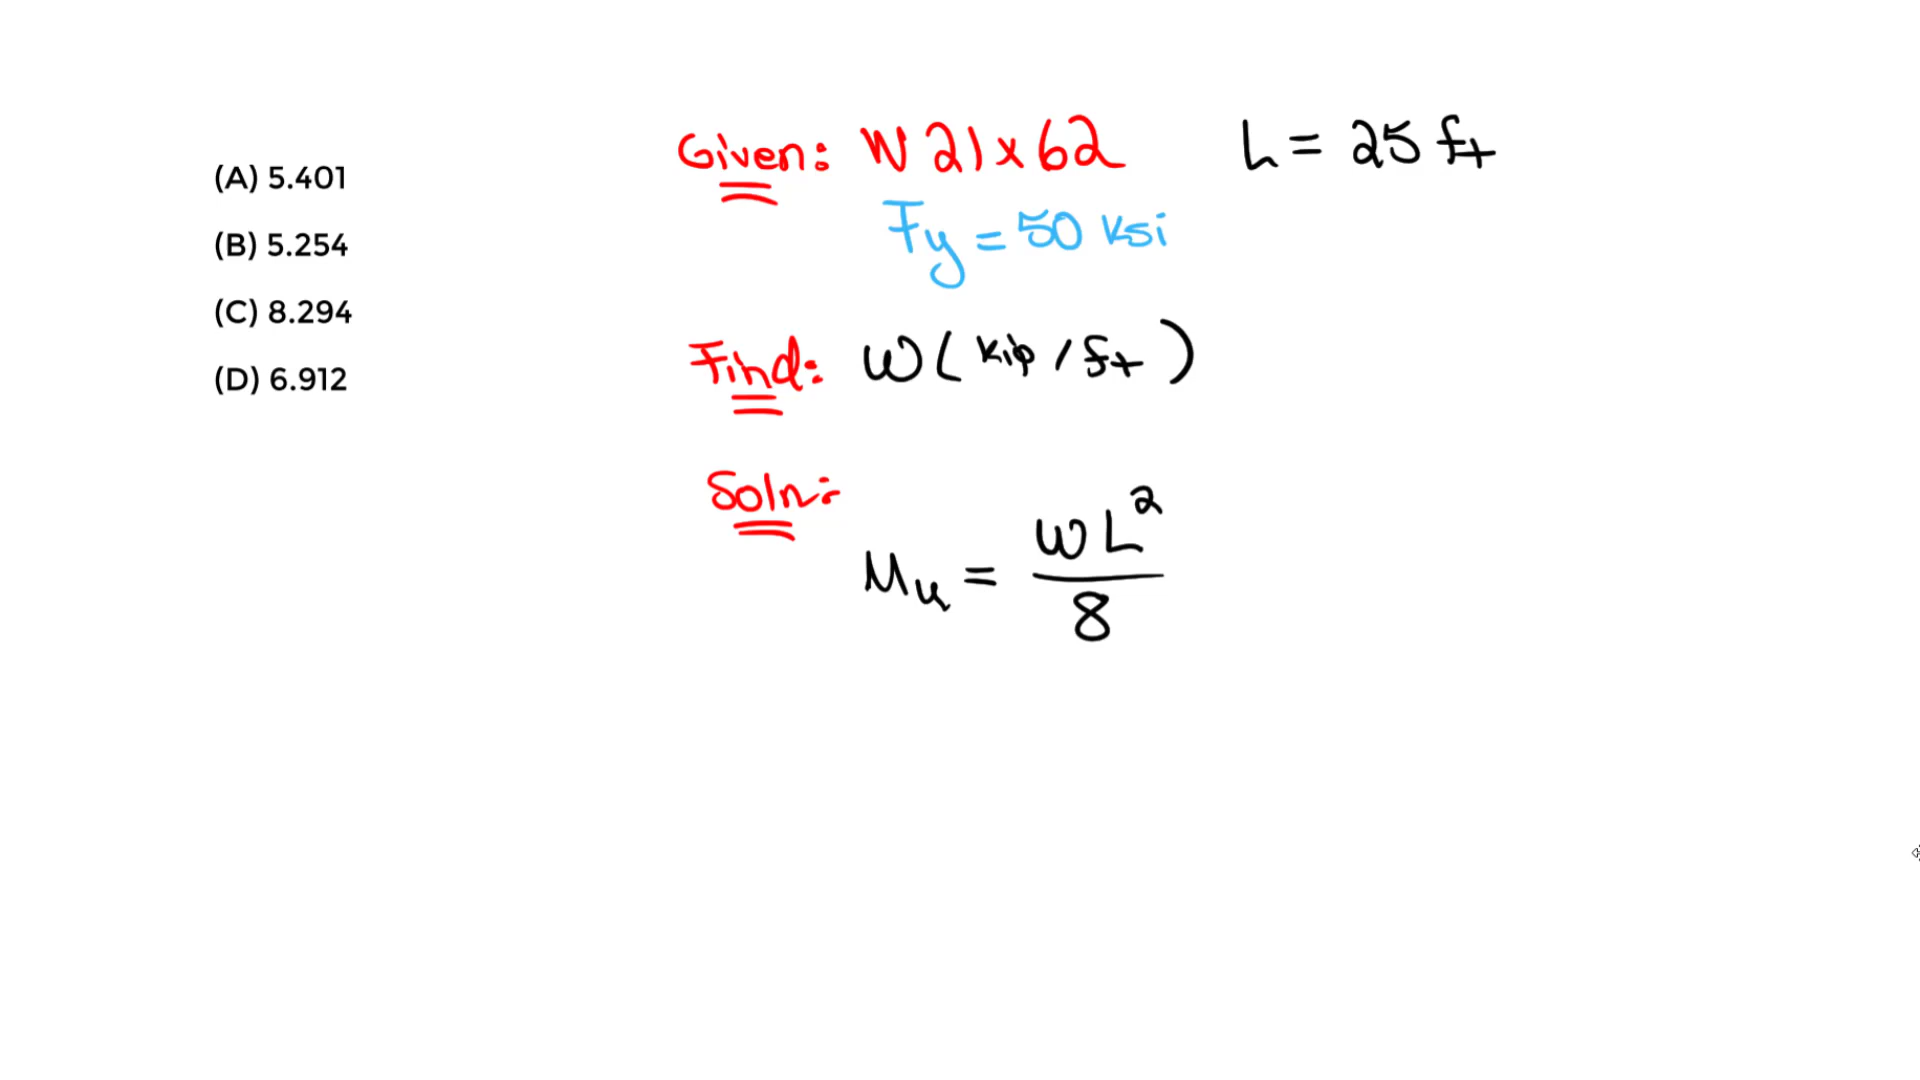 (A) 5.401
(B) 5.254
(C) 8.294
(D) 6.912
Given: W21x62 L = 25 ft
Fy = 50 ksi
Find: W (kip/ft)
Soln:
Mu = WL²/8